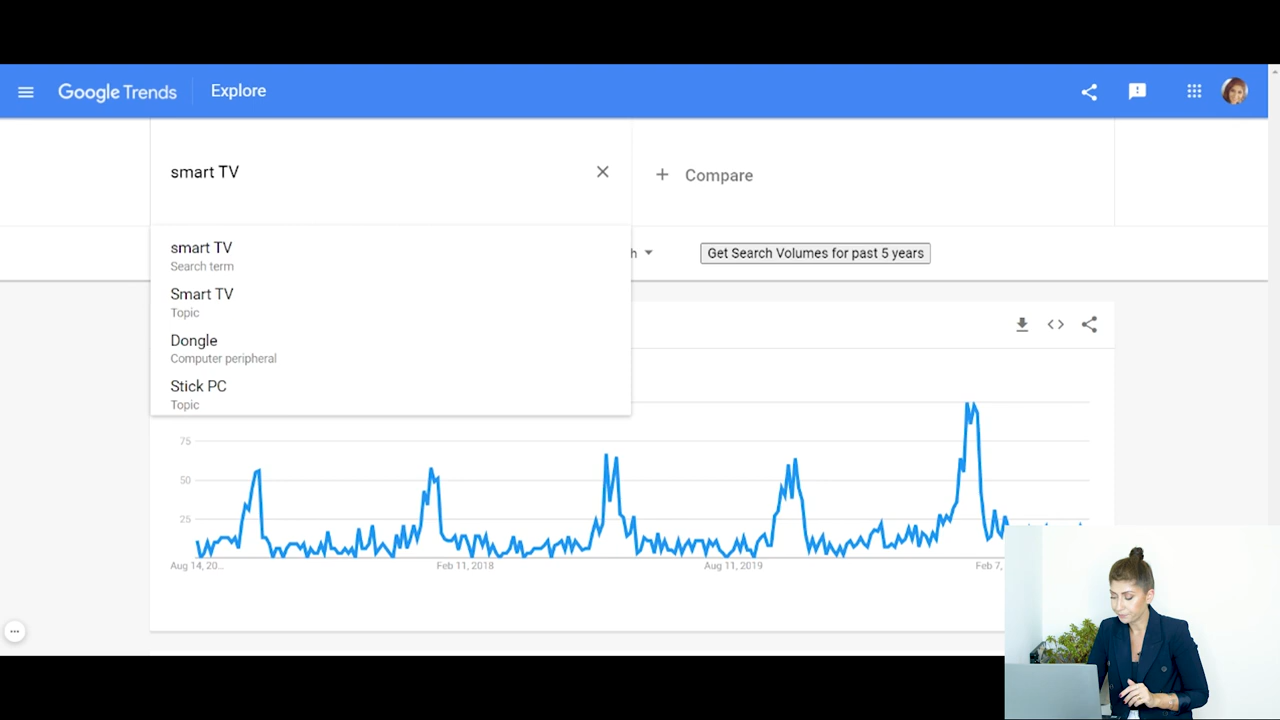 Google Trends Explore
smart TV
Compare
smart TV
Search term
h
Get Search Volumes for past 5 years
Smart TV
Topic
Dongle
Computer peripheral
Stick PC
Topic
75
50
25
Aug 14, 20...
Feb 11, 2018
Aug 11, 2019
Feb 7,